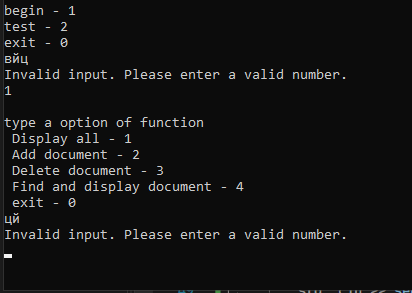 begin - 1
test - 2
exit - 0
вйц
Invalid input. Please enter a valid number.
1
type a option of function
Display all - 1
Add document - 2
Delete document - 3
Find and display document - 4
exit - 0
цй
Invalid input. Please enter a valid number.